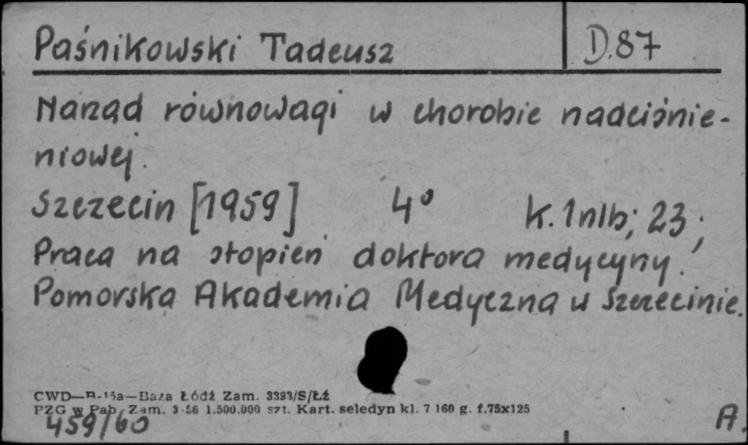 Paśnikowski Tadeusz D.87
Narząd równowagi w chorobie nadciśnie-
niowej.
Szczecin [1959] 4° k. 1nlb; 23;
Praca na stopień doktora medycyny.
Pomorska Akademia Medyczna w Szczecinie.
CWD—B-15a—Baza Łódź Zam. 3393/S/Łź
PZG w Pab. Zam. 3-56 1.500.000 szt. Kart. seledyn kl. 7 160 g. f.75x125
459/60 A.